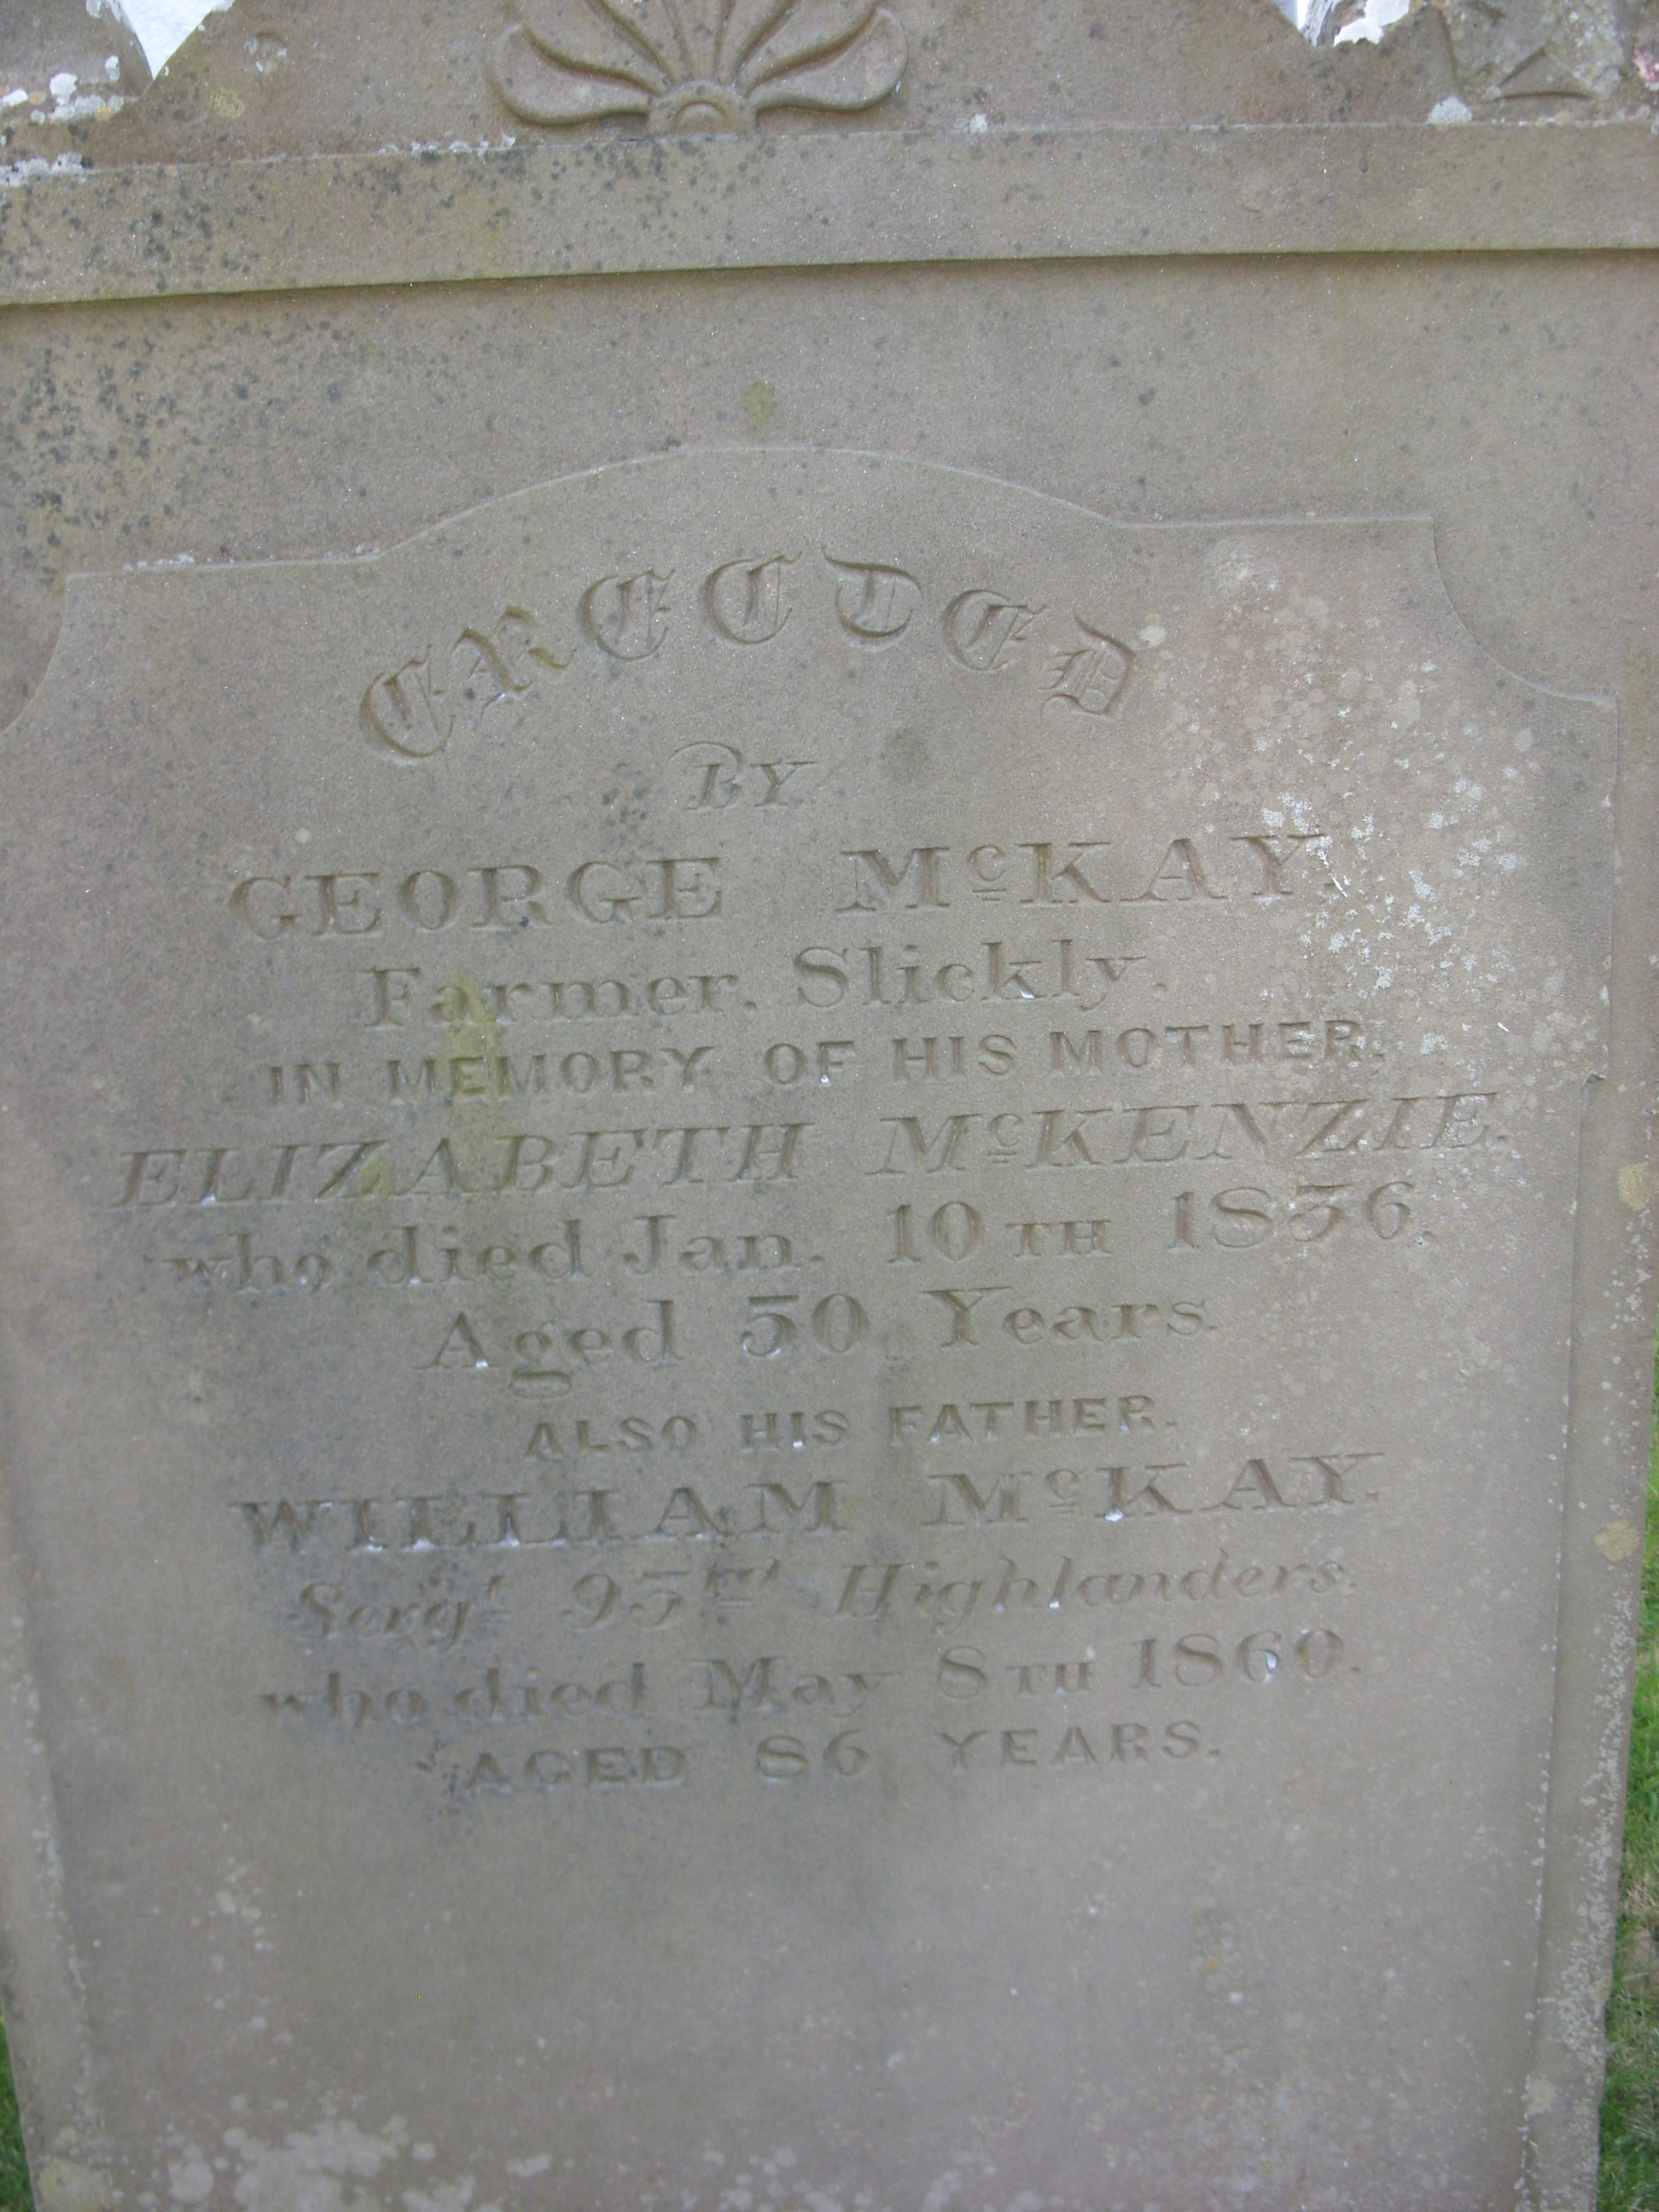 ERECTED
BY
GEORGE McKAY.
Farmer. Slickly.
IN MEMORY OF HIS MOTHER.
ELIZABETH McKENZIE.
who died Jan. 10TH 1836.
Aged 50 Years.
ALSO HIS FATHER.
WILLIAM McKAY.
Sergt 93rd Highlanders.
who died May 8TH 1860.
AGED 86 YEARS.